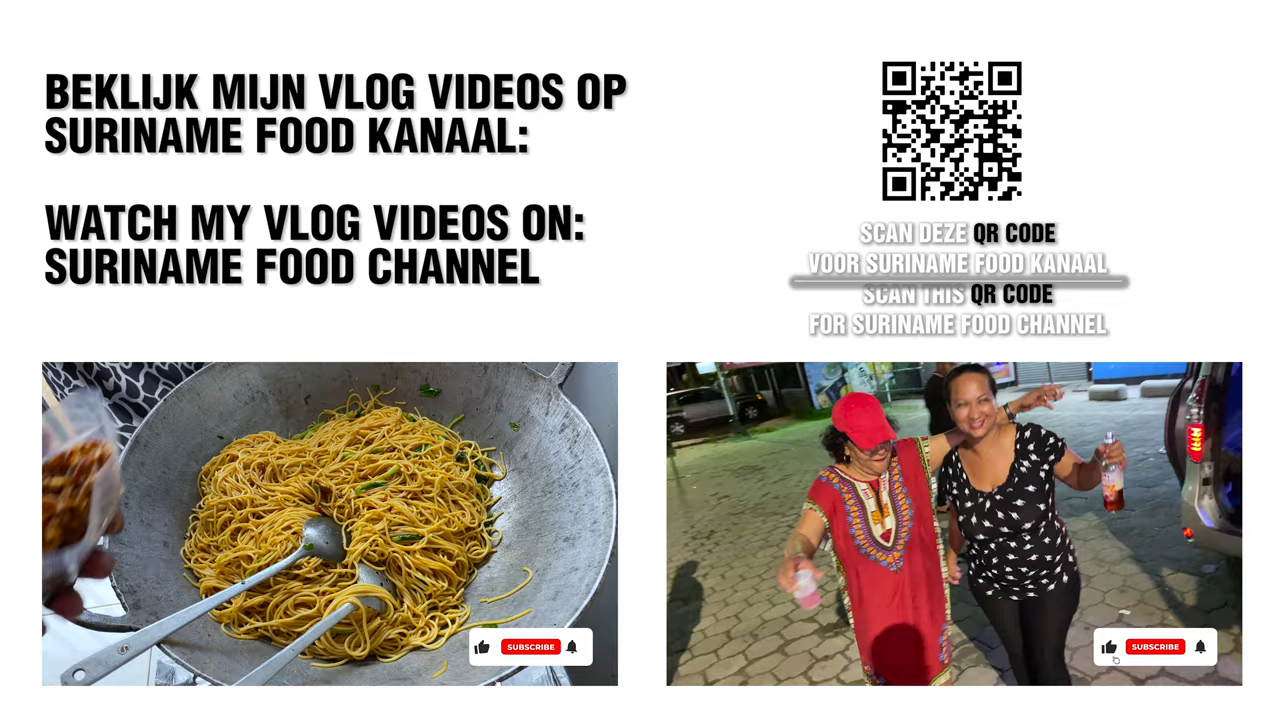 BEKLIJK MIJN VLOG VIDEOS OP
SURINAME FOOD KANAAL:
WATCH MY VLOG VIDEOS ON:
SURINAME FOOD CHANNEL
SCAN DEZE QR CODE
VOOR SURINAME FOOD KANAAL
SCAN THIS QR CODE
FOR SURINAME FOOD CHANNEL
SUBSCRIBE
SUBSCRIBE